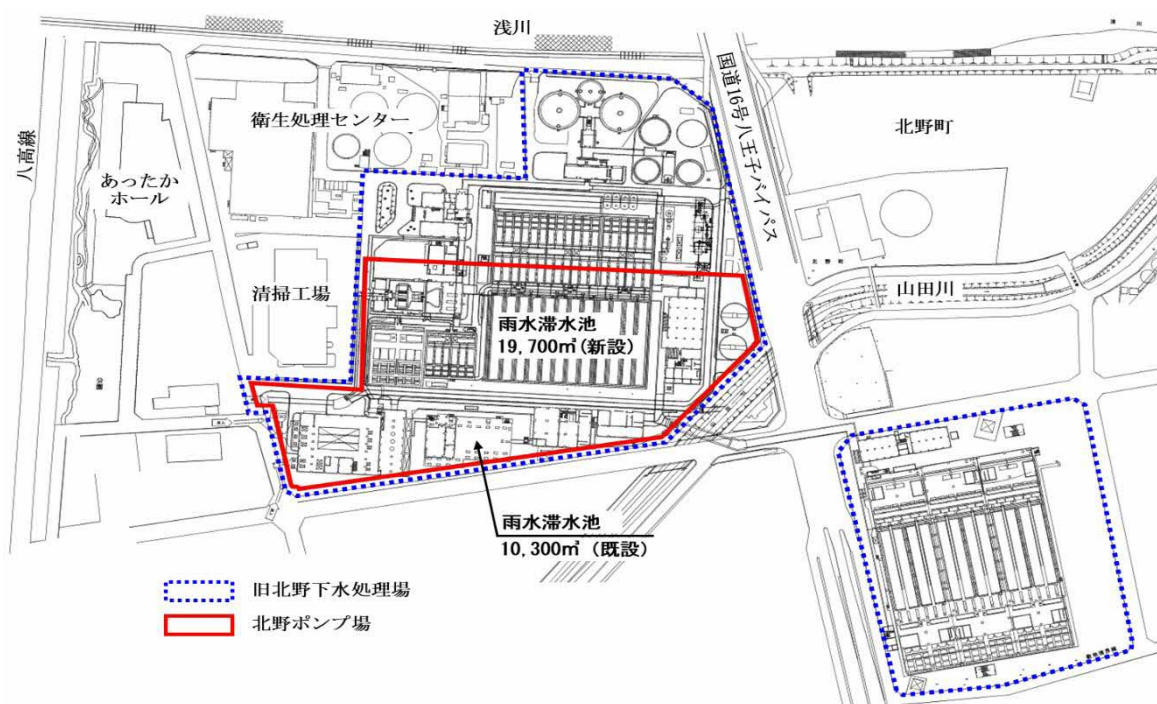 浅川
国道16号八王子バイパス
衛生処理センター
北野町
八高線
あったか
ホール
清掃工場
山田川
雨水滞水池
19,700㎥(新設)
雨水滞水池
10,300㎥ (既設)
旧北野下水処理場
北野ポンプ場